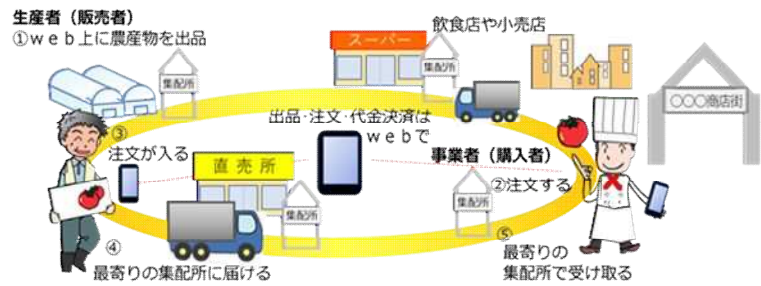 生産者（販売者）
①ｗｅｂ上に農産物を出品
集配所
スーパー
集配所
飲食店や小売店
〇〇〇商店街
出品・注文・代金決済は
ｗｅｂで
③
注文が入る
直売所
集配所
事業者（購入者）
②注文する
集配所
④
最寄りの集配所に届ける
⑤
最寄りの
集配所で受け取る